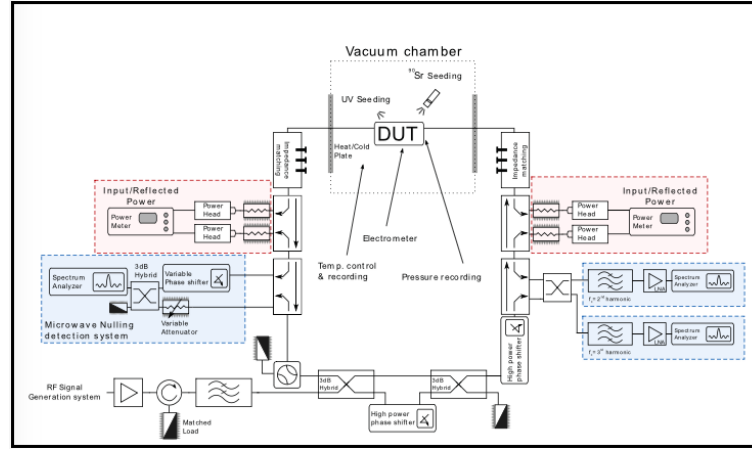 Vacuum chamber
90Sr Seeding
UV Seeding
DUT
Heat/Cold
Plate
Impedance
matching
Impedance
matching
Input/Reflected
Power
Power
Meter
Power
Head
Power
Head
Input/Reflected
Power
Power
Head
Power
Head
Power
Meter
Electrometer
Temp. control
& recording
Pressure recording
Spectrum
Analyzer
3dB
Hybrid
Variable
Phase shifter
Variable
Attenuator
Microwave Nulling
detection system
LNA
Spectrum
Analyzer
f₀= 2nd harmonic
LNA
Spectrum
Analyzer
f₀= 3rd harmonic
High power
phase shifter
RF Signal
Generation system
Matched
Load
3dB
Hybrid
High power
phase shifter
3dB
Hybrid